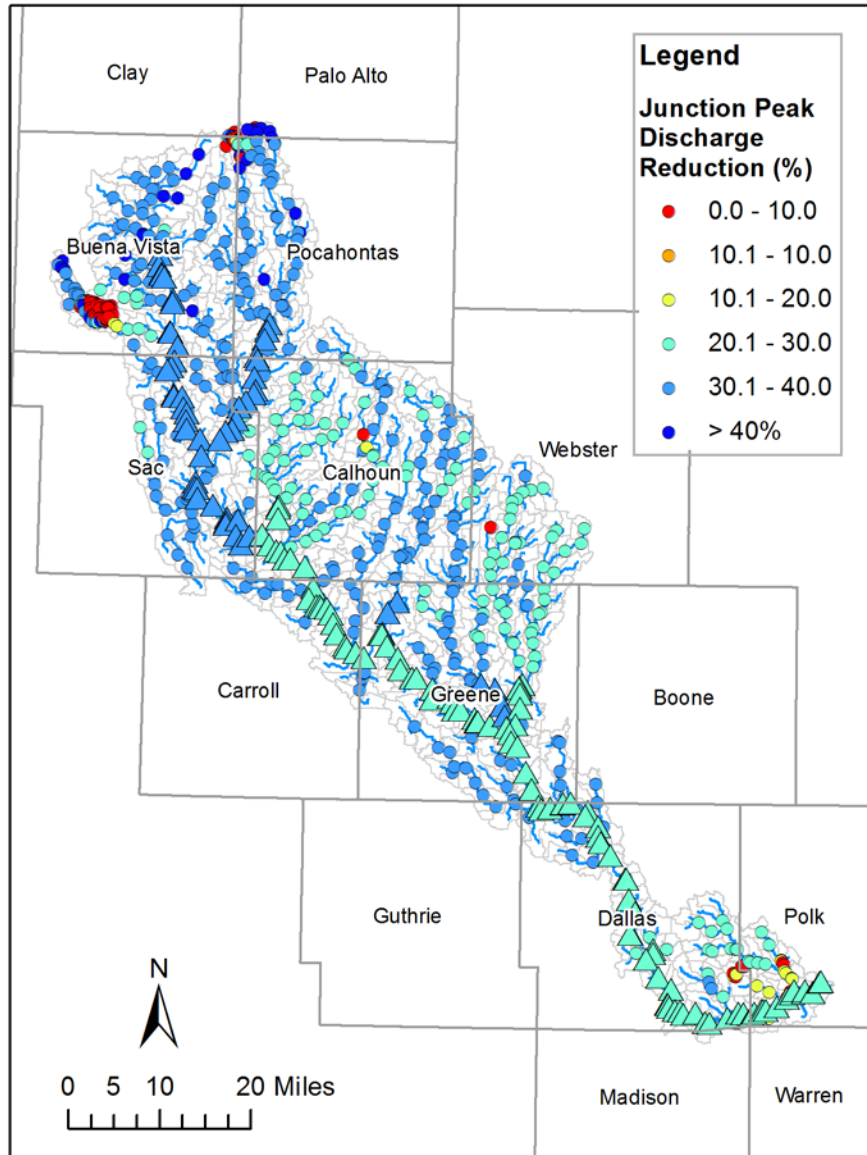 Clay
Palo Alto
Legend
Junction Peak
Discharge
Reduction (%)
0.0 - 10.0
10.1 - 10.0
10.1 - 20.0
20.1 - 30.0
30.1 - 40.0
> 40%
Buena Vista
Pocahontas
Sac
Calhoun
Webster
Carroll
Greene
Boone
Guthrie
Dallas
Polk
N
0 5 10 20 Miles
Madison
Warren